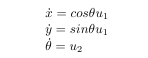 ẋ = cosθu₁
ẏ = sinθu₁
θ̇ = u₂